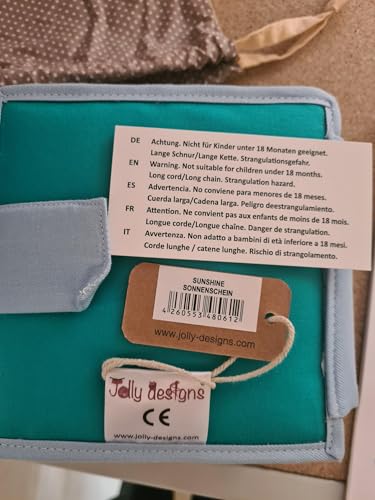 DE Achtung. Nicht für Kinder unter 18 Monaten geeignet.
Lange Schnur/Lange Kette. Strangulationsgefahr.
EN Warning. Not suitable for children under 18 months.
Long cord/Long chain. Strangulation hazard.
ES Advertencia. No conviene para menores de 18 meses.
Cuerda larga/Cadena larga. Peligro deestrangulamiento.
FR Attention. Ne convient pas aux enfants de moins de 18 mois.
Longue corde/Longue chaîne. Danger de strangulation.
IT Avvertenza. Non adatto a bambini di età inferiore a 18 mesi.
Corde lunghe / catene lunghe. Rischio di strangolamento.
SUNSHINE
SONNENSCHEIN
4 260553 480612
www.jolly-designs.com
Jolly designs
CE
www.jolly-designs.com